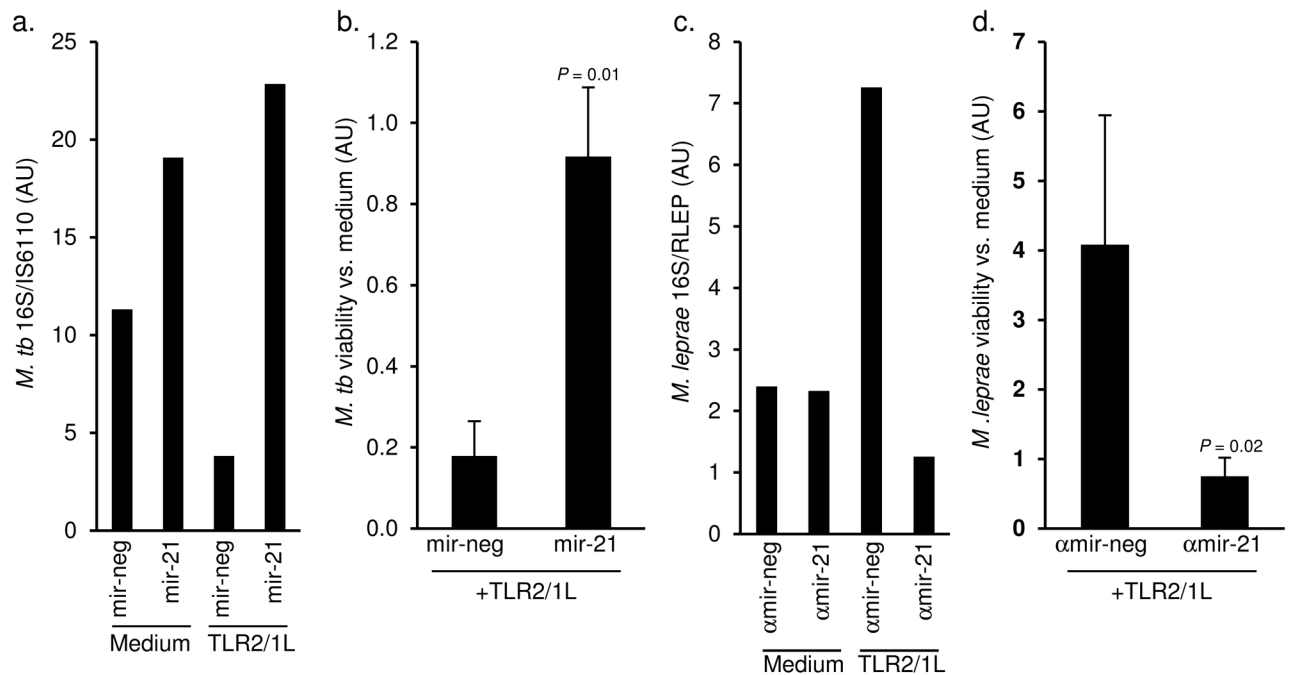 a.
M. tb 16S/IS6110 (AU)
25
20
15
10
5
0
mir-neg
mir-21
mir-neg
mir-21
Medium
TLR2/1L
b.
M. tb viability vs. medium (AU)
1.2
1.0
0.8
0.6
0.4
0.2
0.0
P = 0.01
mir-neg
mir-21
+TLR2/1L
c.
M. leprae 16S/RLEP (AU)
8
7
6
5
4
3
2
1
0
αmir-neg
αmir-21
αmir-neg
αmir-21
Medium
TLR2/1L
d.
M .leprae viability vs. medium (AU)
7
6
5
4
3
2
1
0
P = 0.02
αmir-neg
αmir-21
+TLR2/1L